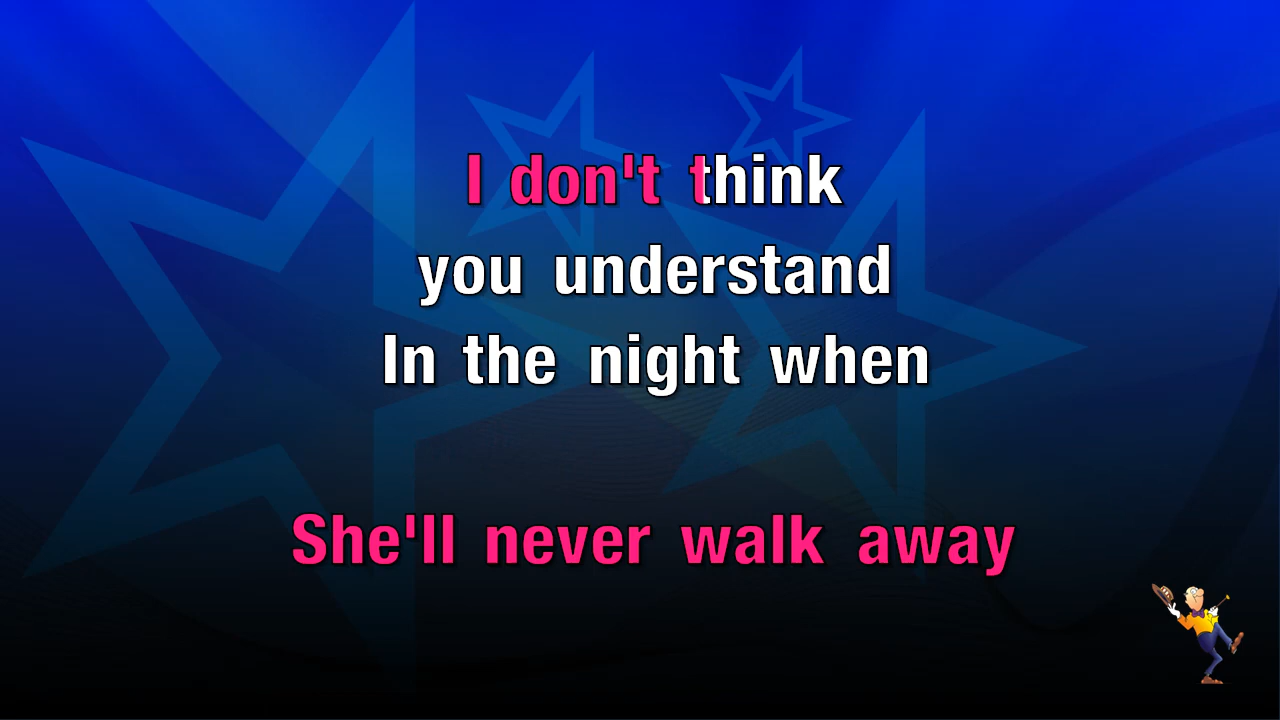 I don't think
you understand
In the night when
She'll never walk away